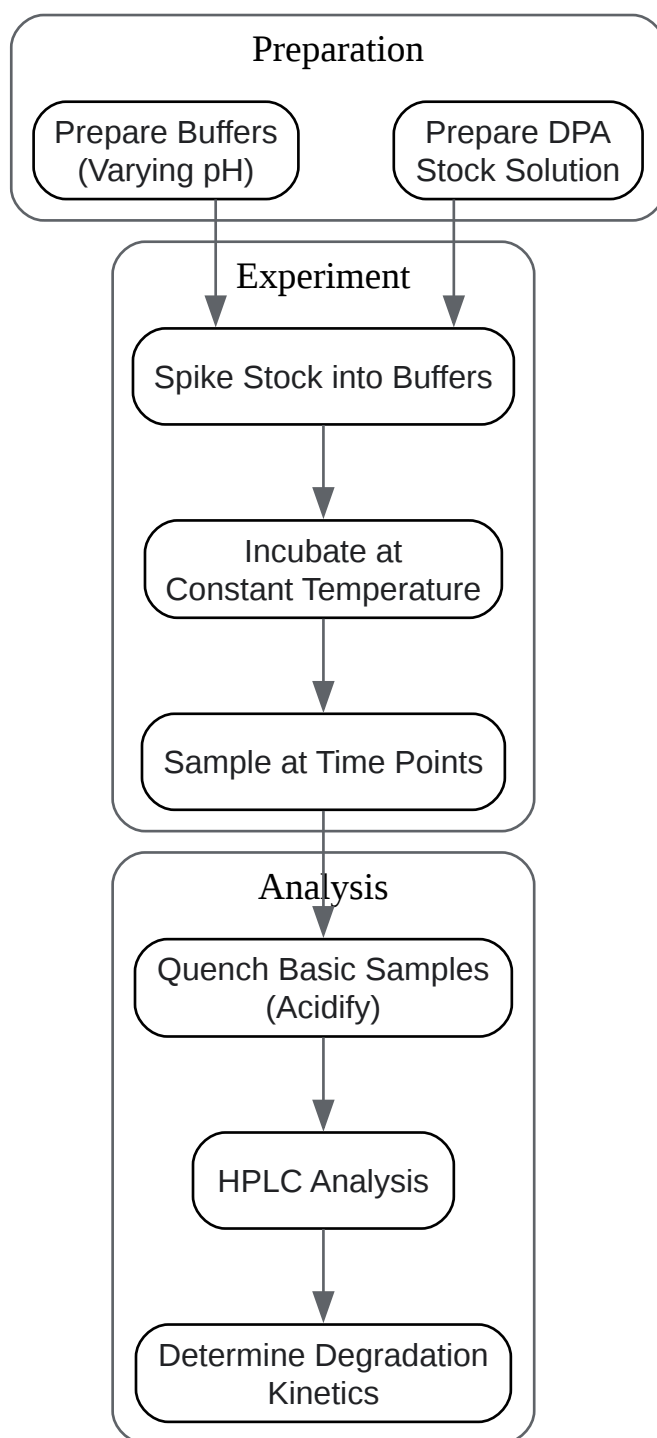 Preparation
Prepare Buffers
(Varying pH)
Prepare DPA
Stock Solution
Experiment
Spike Stock into Buffers
Incubate at
Constant Temperature
Sample at Time Points
Analysis
Quench Basic Samples
(Acidify)
HPLC Analysis
Determine Degradation
Kinetics